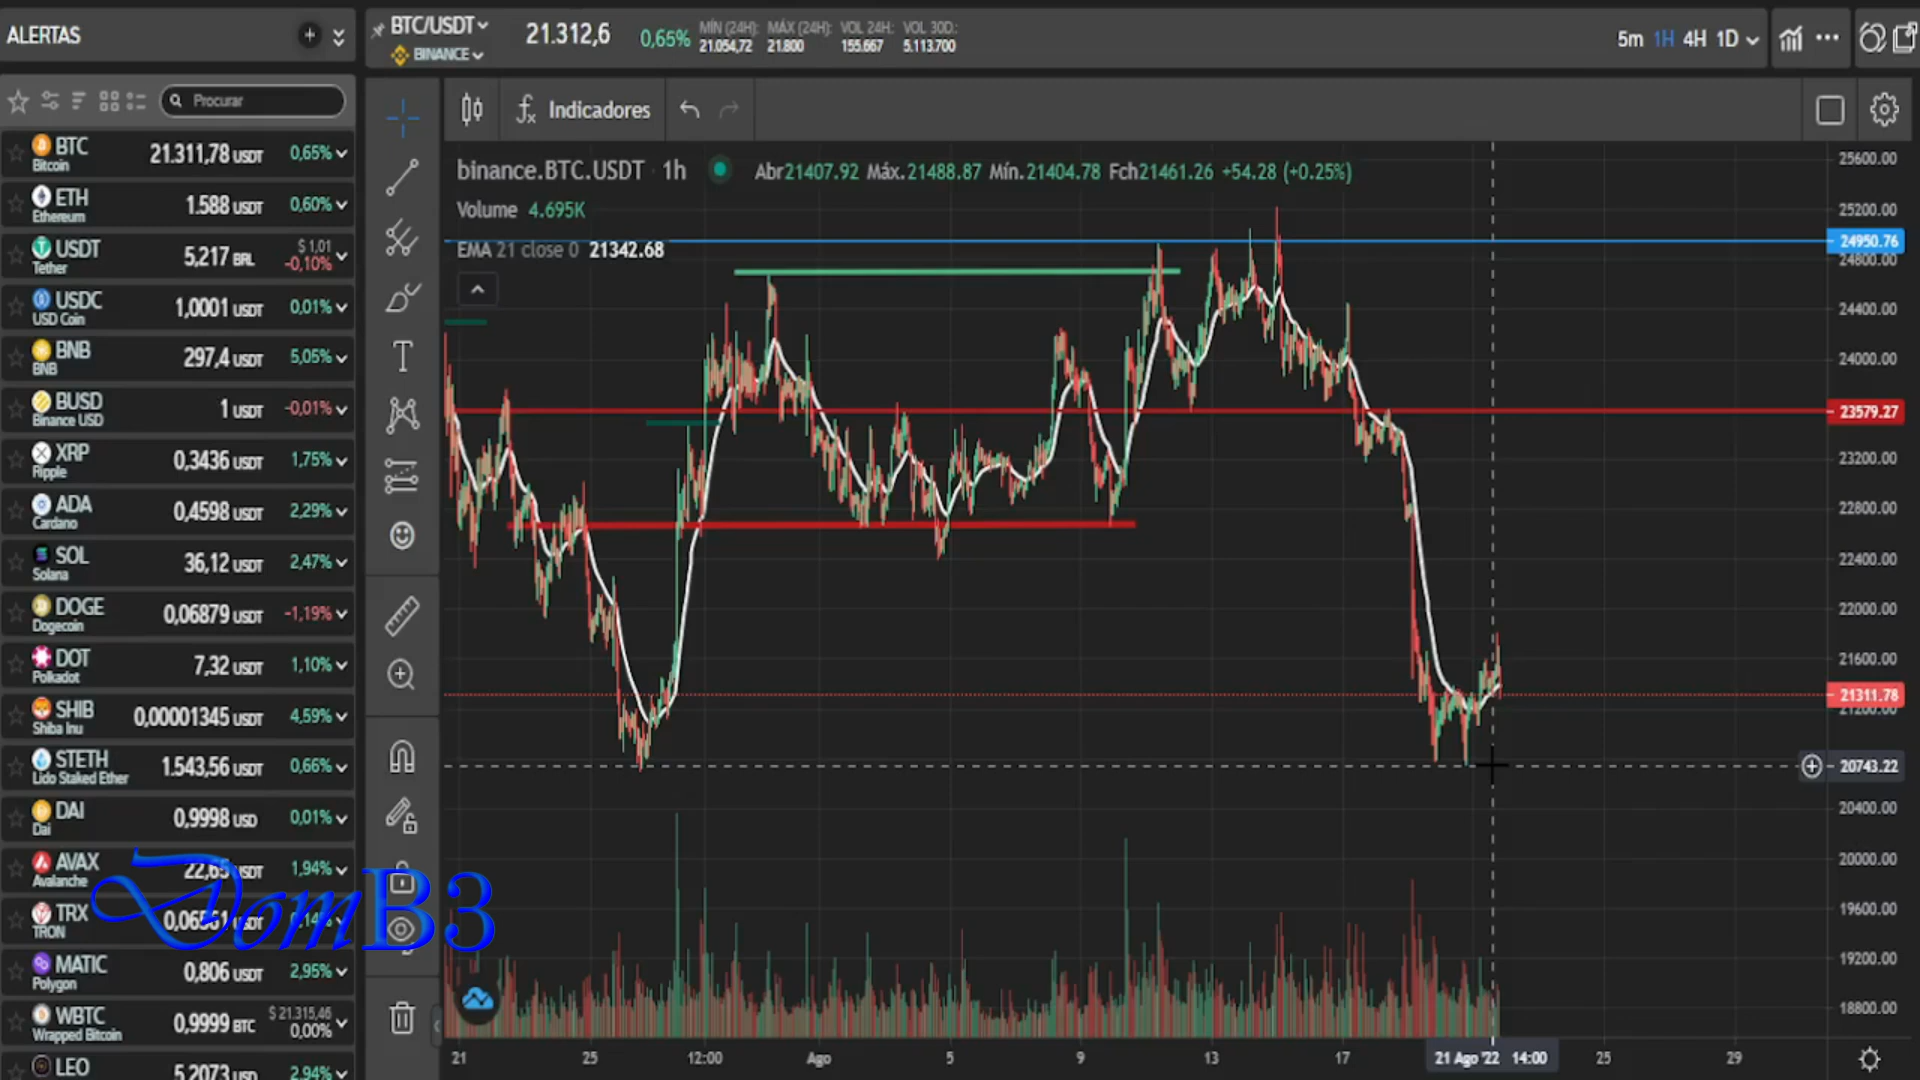 ALERTAS
BTC/USDT
BINANCE
21.312,6
0,65%
MÍN (24H):
21.054,72
MÁX (24H):
21.800
VOL 24H:
155.667
VOL 30D:
5.113.700
5m 1H 4H 1D
Procurar
Indicadores
binance.BTC.USDT · 1h
Abr21407.92 Máx.21488.87 Mín.21404.78 Fch21461.26 +54.28 (+0.25%)
Volume 4.695K
EMA 21 close 0 21342.68
BTC 21.311,78 USDT 0,65%
Bitcoin
ETH 1.588 USDT 0,60%
Ethereum
USDT 5,217 BRL $ 1,01 -0,10%
Tether
USDC 1,0001 USDT 0,01%
USD Coin
BNB 297,4 USDT 5,05%
BNB
BUSD 1 USDT -0,01%
Binance USD
XRP 0,3436 USDT 1,75%
Ripple
ADA 0,4598 USDT 2,29%
Cardano
SOL 36,12 USDT 2,47%
Solana
DOGE 0,06879 USDT -1,19%
Dogecoin
DOT 7,32 USDT 1,10%
Polkadot
SHIB 0,00001345 USDT 4,59%
Shiba Inu
STETH 1.543,56 USDT 0,66%
Lido Staked Ether
DAI 0,9998 USD 0,01%
Dai
AVAX 22,65 USDT 1,94%
Avalanche
TRX 0,06561
TRON
MATIC 0,806 USDT 2,95%
Polygon
WBTC 0,9999 BTC $ 21.315,46 0,00%
Wrapped Bitcoin
LEO 5,2073 USD 2,94%
DomB3
25600.00
25200.00
24950.76
24800.00
24400.00
24000.00
23579.27
23200.00
22800.00
22400.00
22000.00
21600.00
21311.78
21200.00
20743.22
20400.00
20000.00
19600.00
19200.00
18800.00
21 25 12:00 Ago 5 9 13 17 21 Ago '22 14:00 25 29